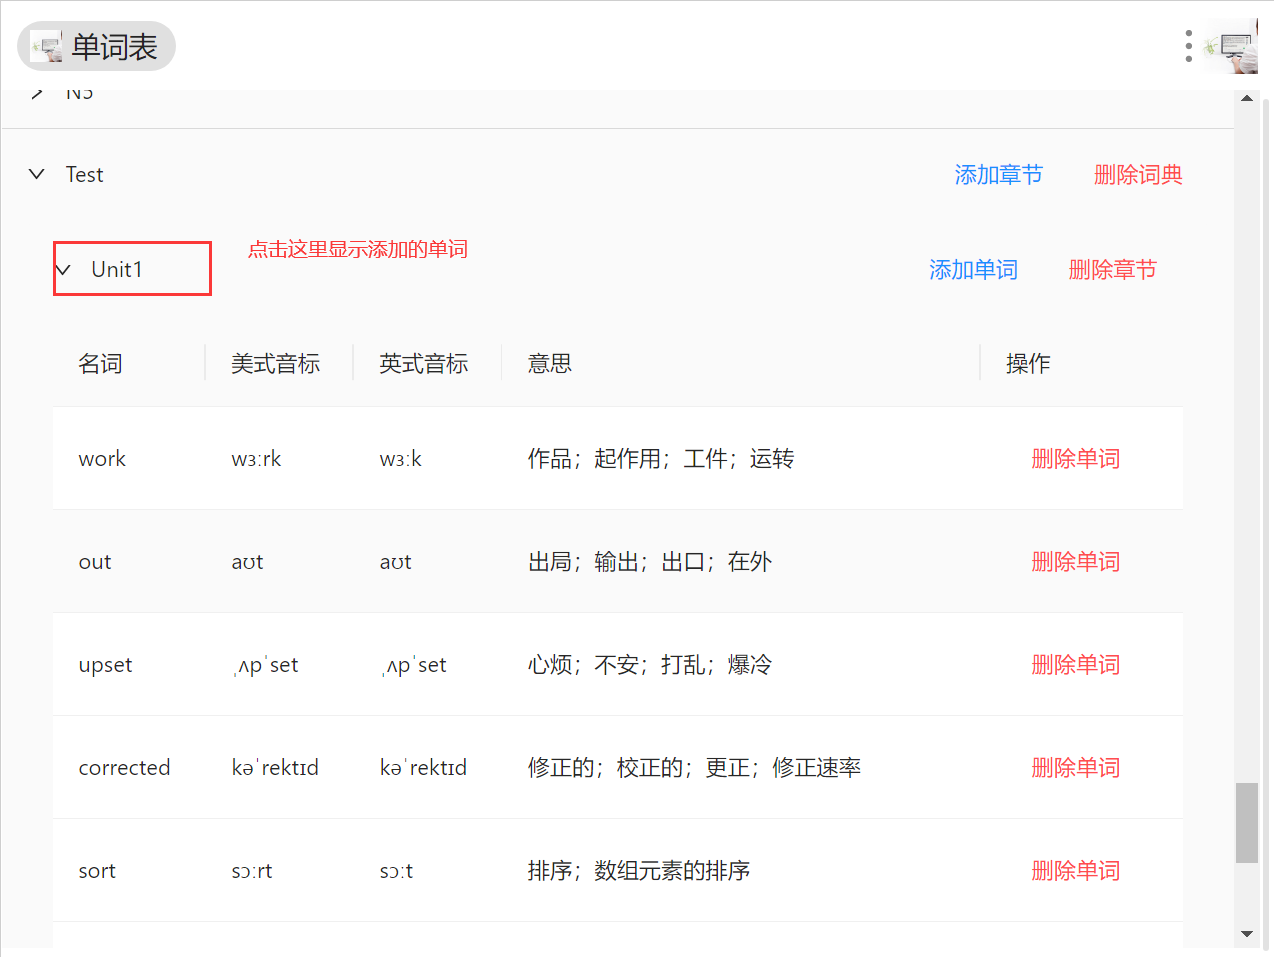 单词表
N5
Test 添加章节 删除词典
点击这里显示添加的单词
Unit1 添加单词 删除章节
名词 美式音标 英式音标 意思 操作
work wɜːrk wɜːk 作品；起作用；工件；运转 删除单词
out aʊt aʊt 出局；输出；出口；在外 删除单词
upset ˌʌpˈset ˌʌpˈset 心烦；不安；打乱；爆冷 删除单词
corrected kəˈrektɪd kəˈrektɪd 修正的；校正的；更正；修正速率 删除单词
sort sɔːrt sɔːt 排序；数组元素的排序 删除单词